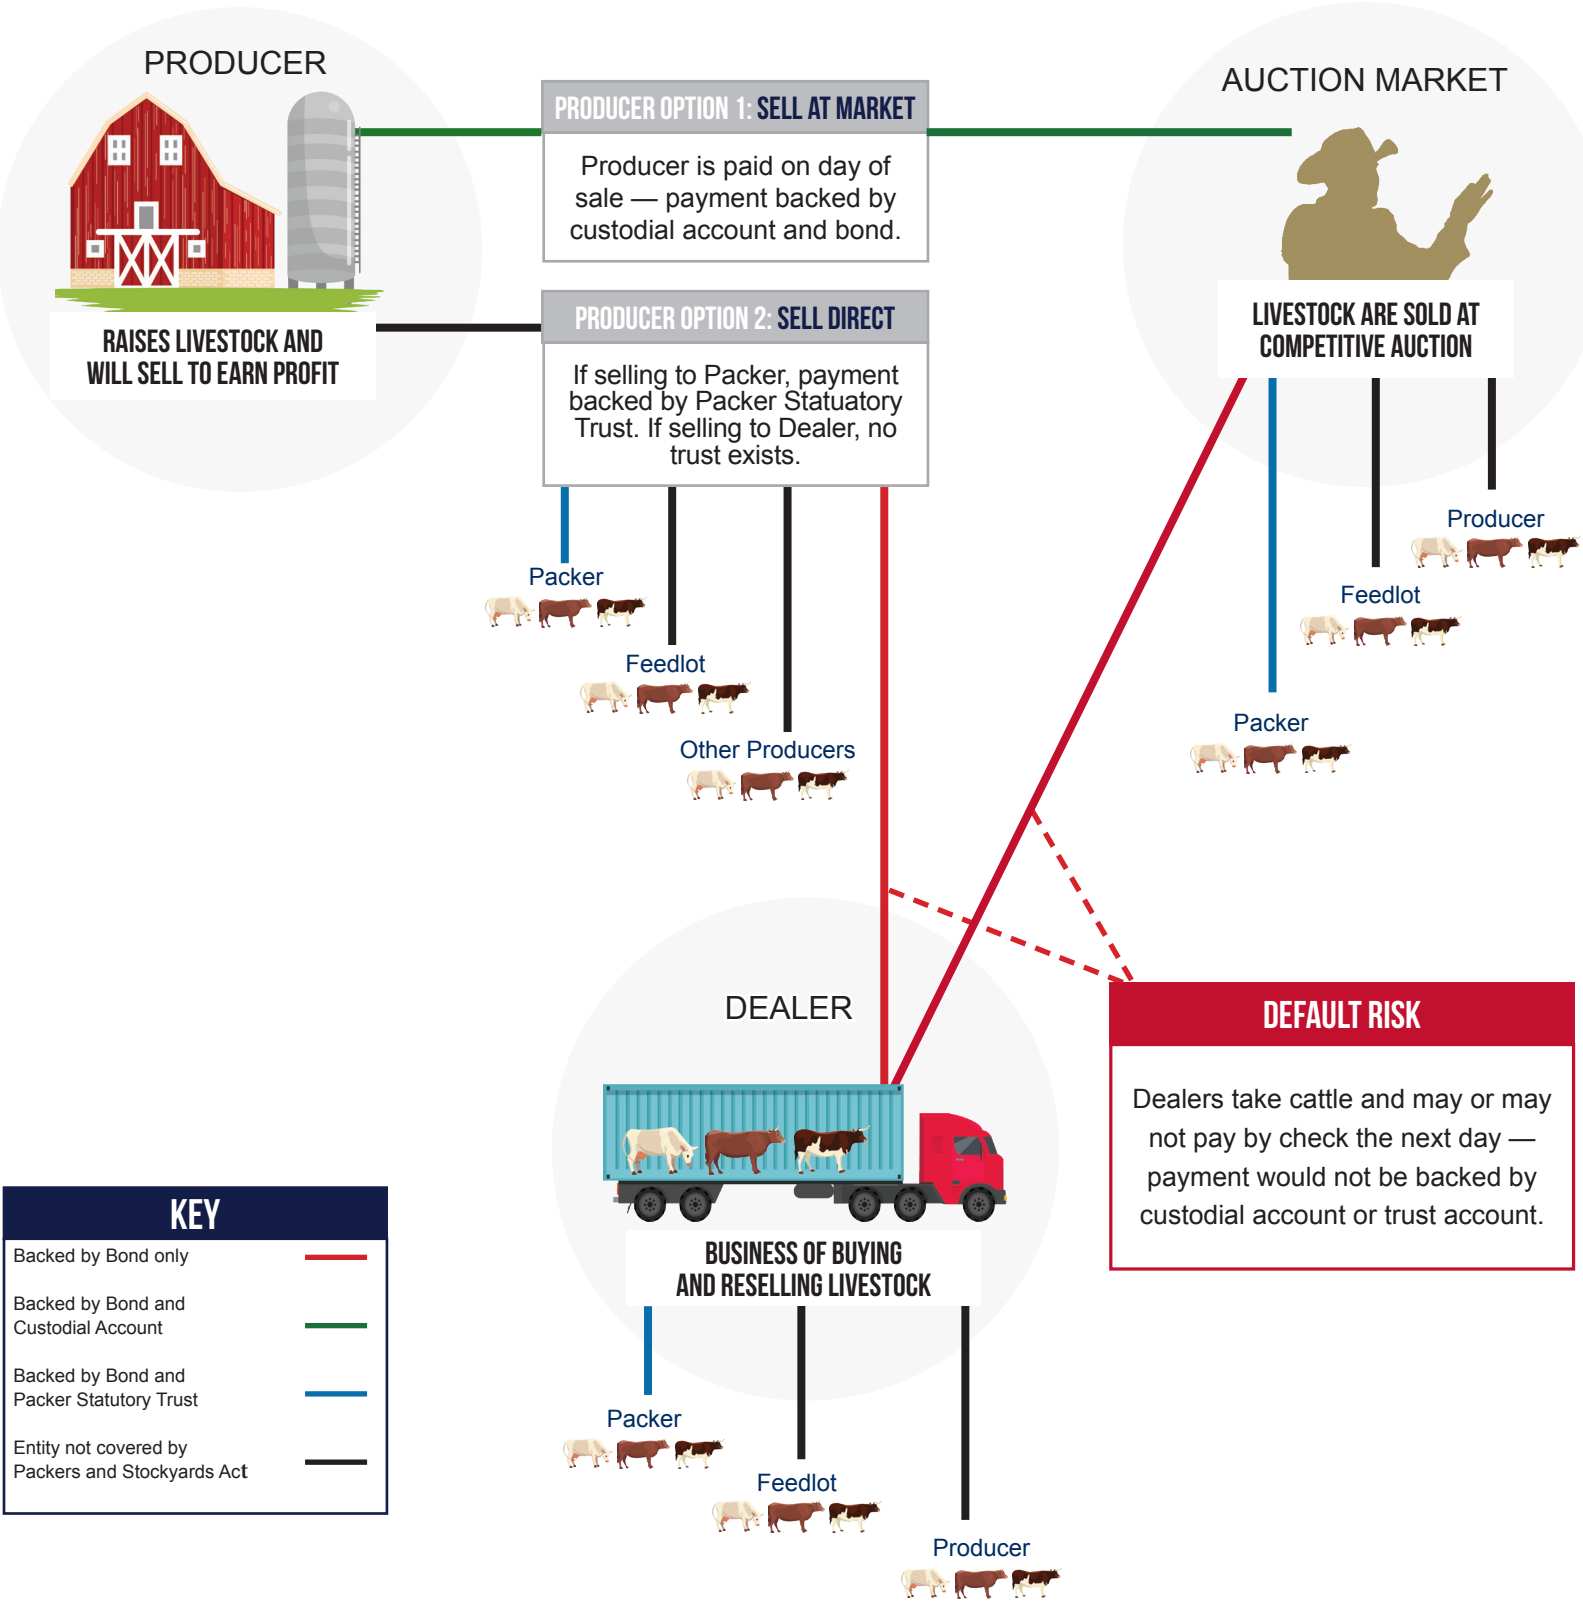 PRODUCER
RAISES LIVESTOCK AND
WILL SELL TO EARN PROFIT
PRODUCER OPTION 1: SELL AT MARKET
Producer is paid on day of
sale — payment backed by
custodial account and bond.
PRODUCER OPTION 2: SELL DIRECT
If selling to Packer, payment
backed by Packer Statuatory
Trust. If selling to Dealer, no
trust exists.
Packer
Feedlot
Other Producers
AUCTION MARKET
LIVESTOCK ARE SOLD AT
COMPETITIVE AUCTION
Producer
Feedlot
Packer
DEALER
BUSINESS OF BUYING
AND RESELLING LIVESTOCK
Packer
Feedlot
Producer
DEFAULT RISK
Dealers take cattle and may or may
not pay by check the next day —
payment would not be backed by
custodial account or trust account.
KEY
Backed by Bond only
Backed by Bond and
Custodial Account
Backed by Bond and
Packer Statutory Trust
Entity not covered by
Packers and Stockyards Act